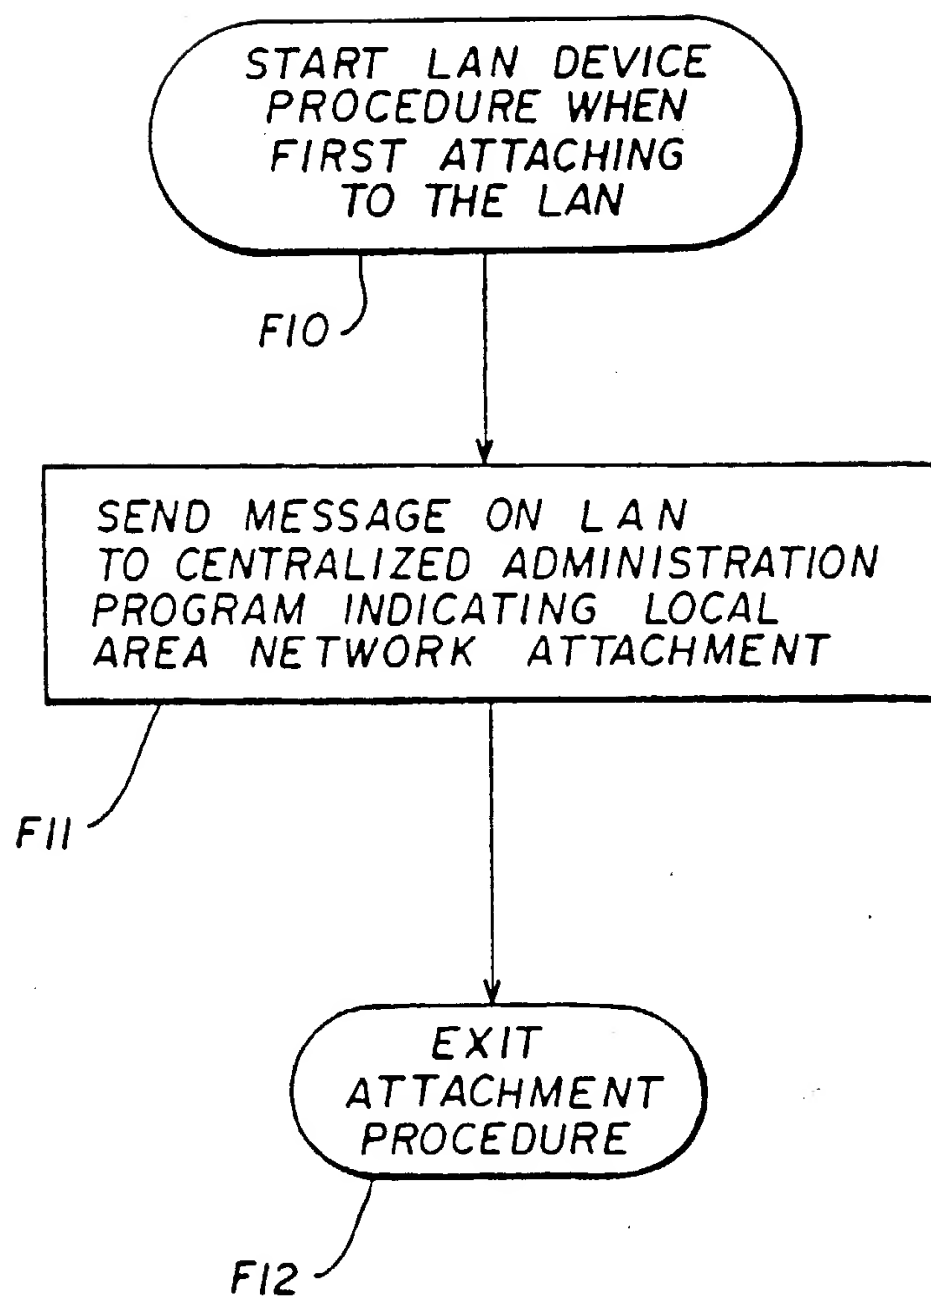 START LAN DEVICE
PROCEDURE WHEN
FIRST ATTACHING
TO THE LAN
F10
SEND MESSAGE ON LAN
TO CENTRALIZED ADMINISTRATION
PROGRAM INDICATING LOCAL
AREA NETWORK ATTACHMENT
F11
EXIT
ATTACHMENT
PROCEDURE
F12